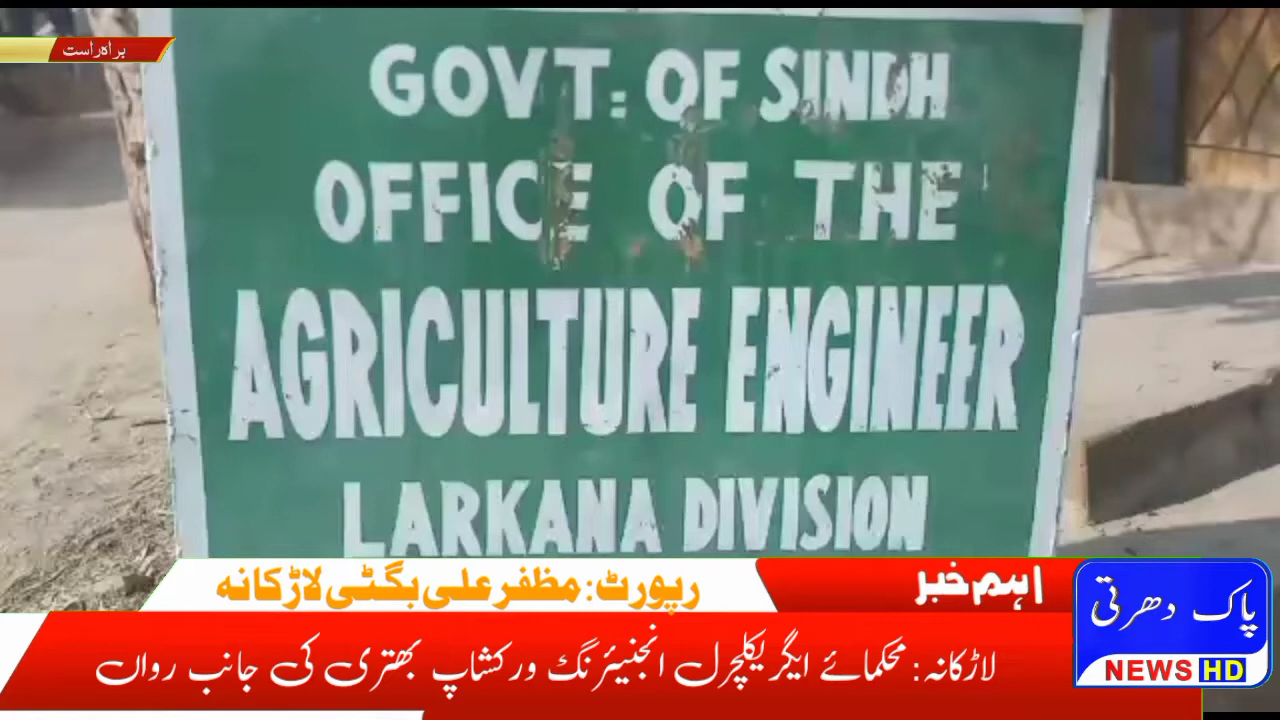 براہ راست
GOVT: OF SINDH
OFFICE OF THE
AGRICULTURE ENGINEER
LARKANA DIVISION
اہم خبر
رپورٹ: مظفر علی بگٹی لاڑکانہ
لاڑکانہ: محکمائے ایگریکلچرل انجنیئرنگ ورکشاپ بھتری کی جانب رواں
پاک دھرتی
NEWS HD